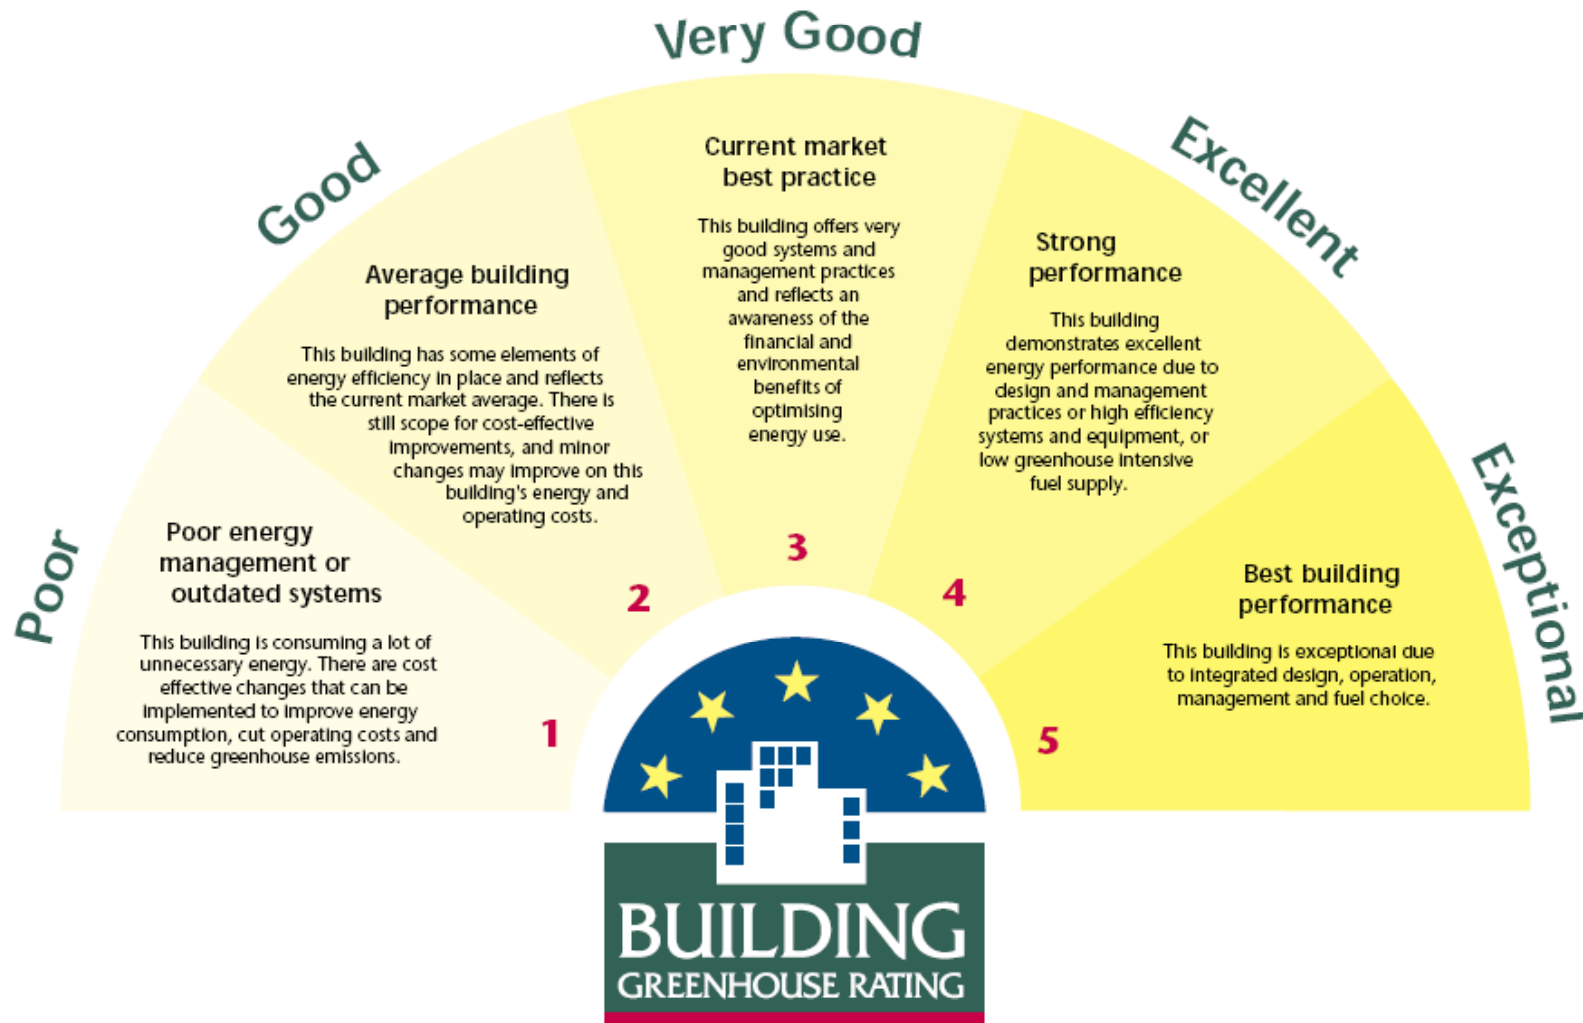 Poor
Poor energy
management or
outdated systems
This building is consuming a lot of
unnecessary energy. There are cost
effective changes that can be
implemented to improve energy
consumption, cut operating costs and
reduce greenhouse emissions.
1
Good
Average building
performance
This building has some elements of
energy efficiency in place and reflects
the current market average. There is
still scope for cost-effective
improvements, and minor
changes may improve on this
building's energy and
operating costs.
2
Very Good
Current market
best practice
This building offers very
good systems and
management practices
and reflects an
awareness of the
financial and
environmental
benefits of
optimising
energy use.
3
Excellent
Strong
performance
This building
demonstrates excellent
energy performance due to
design and management
practices or high efficiency
systems and equipment, or
low greenhouse intensive
fuel supply.
4
Exceptional
Best building
performance
This building is exceptional due
to integrated design, operation,
management and fuel choice.
5
BUILDING
GREENHOUSE RATING